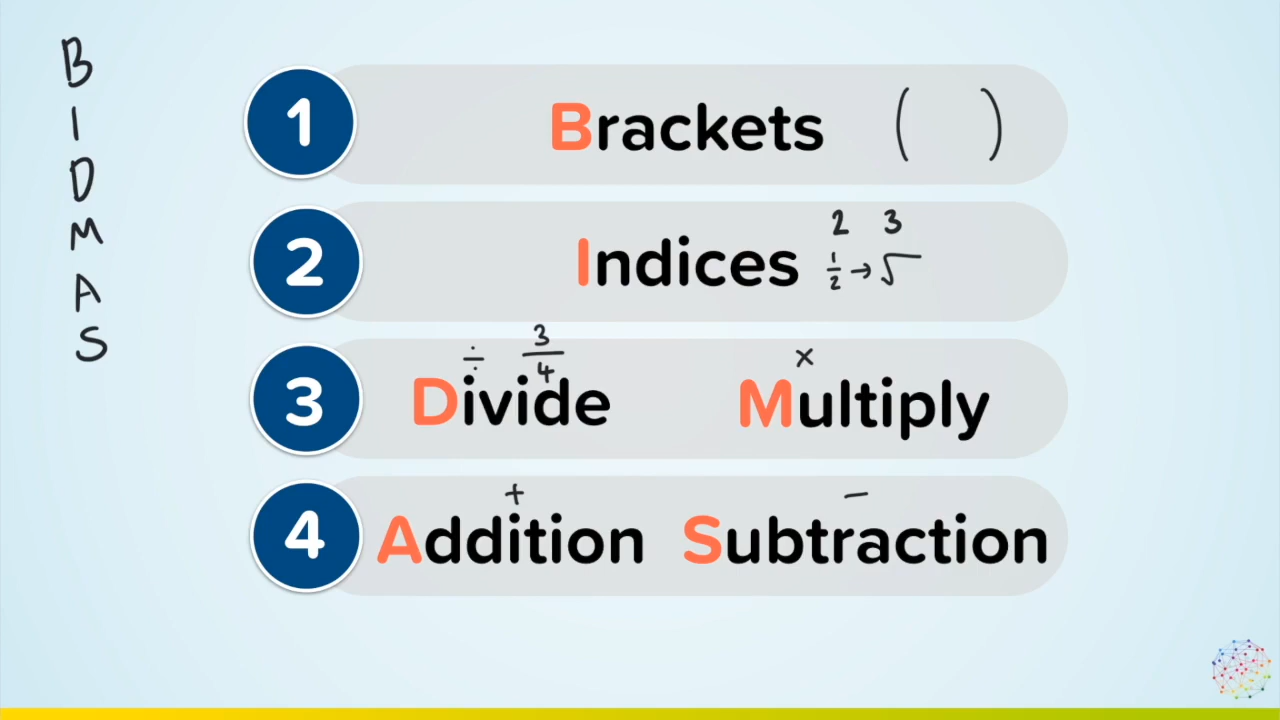 B
I
D
M
A
S
1 Brackets ( )
2 Indices 2 3
1/2 → √
3 Divide ÷ 3/4 Multiply ×
4 Addition + Subtraction −